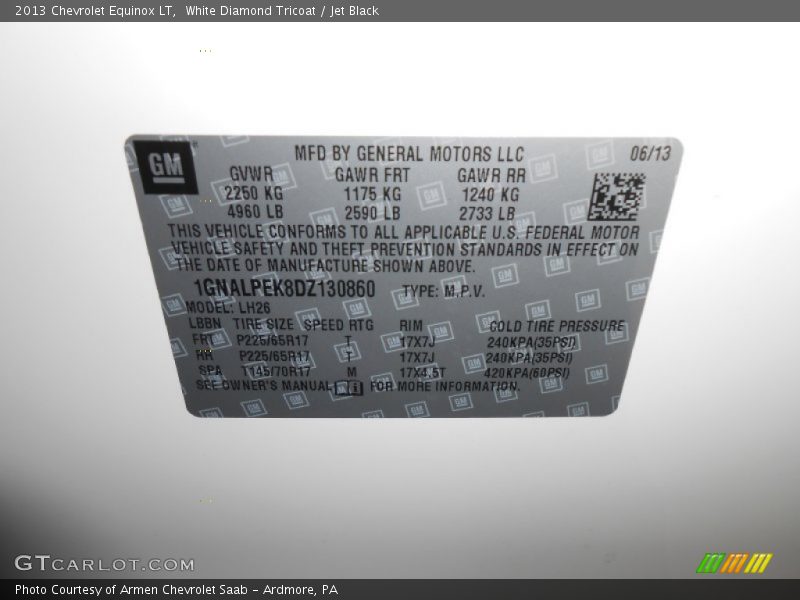 2013 Chevrolet Equinox LT, White Diamond Tricoat / Jet Black
GM
MFD BY GENERAL MOTORS LLC 06/13
GVWR GAWR FRT GAWR RR
2250 KG 1175 KG 1240 KG
4960 LB 2590 LB 2733 LB
THIS VEHICLE CONFORMS TO ALL APPLICABLE U.S. FEDERAL MOTOR
VEHICLE SAFETY AND THEFT PREVENTION STANDARDS IN EFFECT ON
THE DATE OF MANUFACTURE SHOWN ABOVE.
1GNALPEK8DZ130860 TYPE: M.P.V.
MODEL: LH26
LBBN TIRE SIZE SPEED RTG RIM COLD TIRE PRESSURE
FRT P225/65R17 T 17X7J 240KPA(35PSI)
RR P225/65R17 T 17X7J 240KPA(35PSI)
SPA T145/70R17 M 17X4.5T 420KPA(60PSI)
SEE OWNER'S MANUAL FOR MORE INFORMATION.
GTCARLOT.COM
Photo Courtesy of Armen Chevrolet Saab - Ardmore, PA